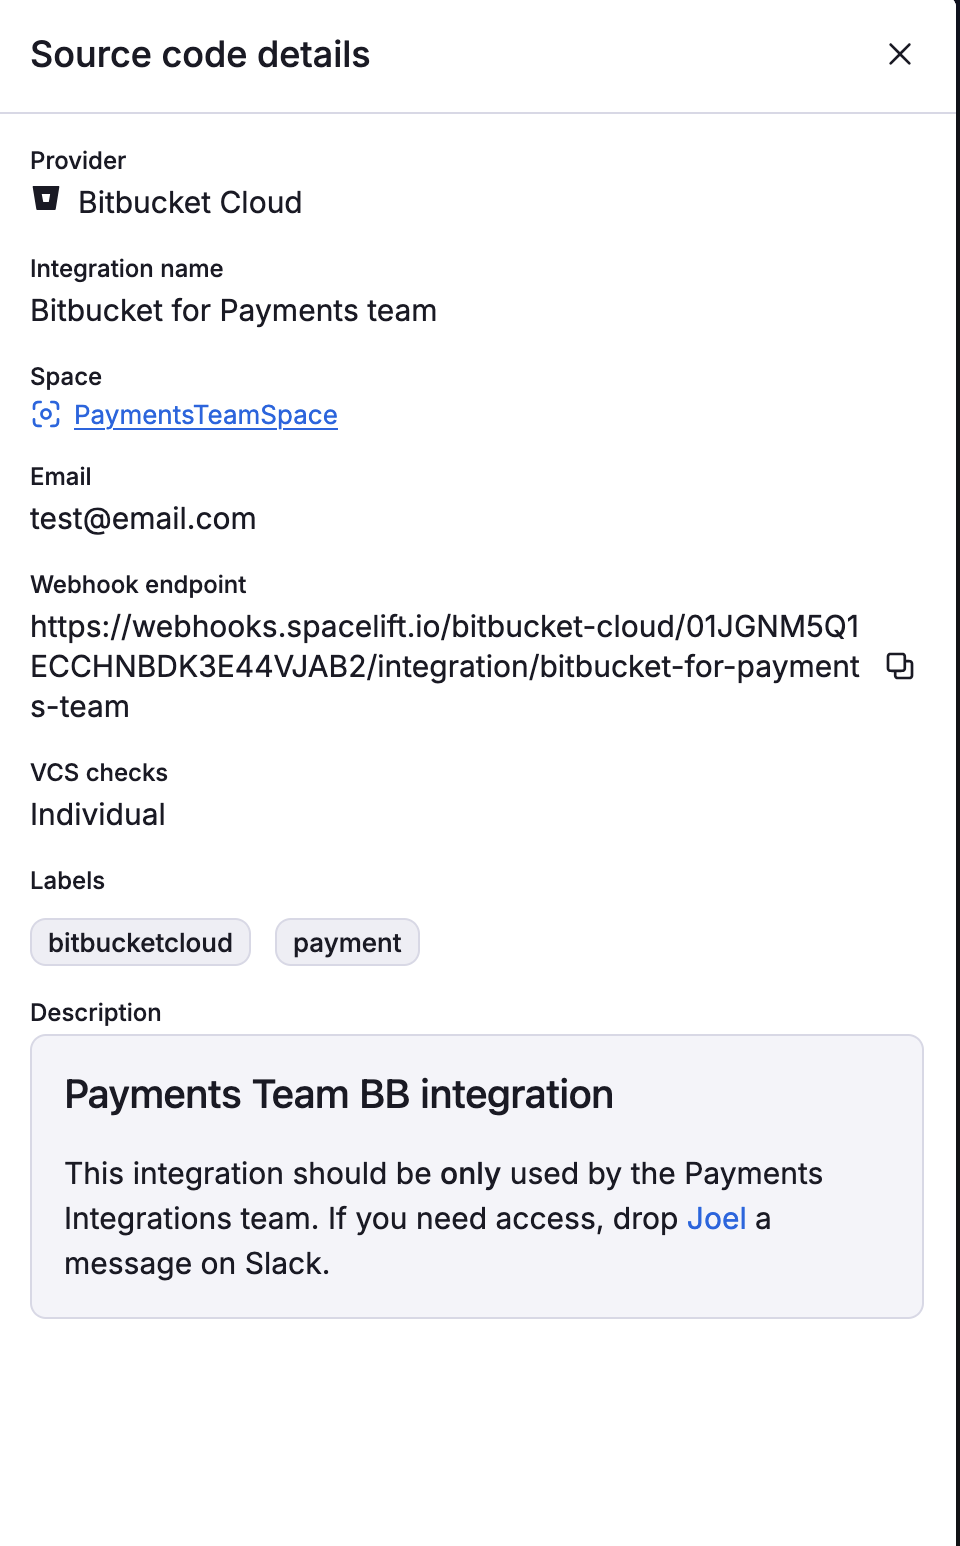 Source code details
Provider
Bitbucket Cloud
Integration name
Bitbucket for Payments team
Space
PaymentsTeamSpace
Email
test@email.com
Webhook endpoint
https://webhooks.spacelift.io/bitbucket-cloud/01JGNM5Q1
ECCHNBDK3E44VJAB2/integration/bitbucket-for-payment
s-team
VCS checks
Individual
Labels
bitbucketcloud payment
Description
Payments Team BB integration
This integration should be only used by the Payments
Integrations team. If you need access, drop Joel a
message on Slack.